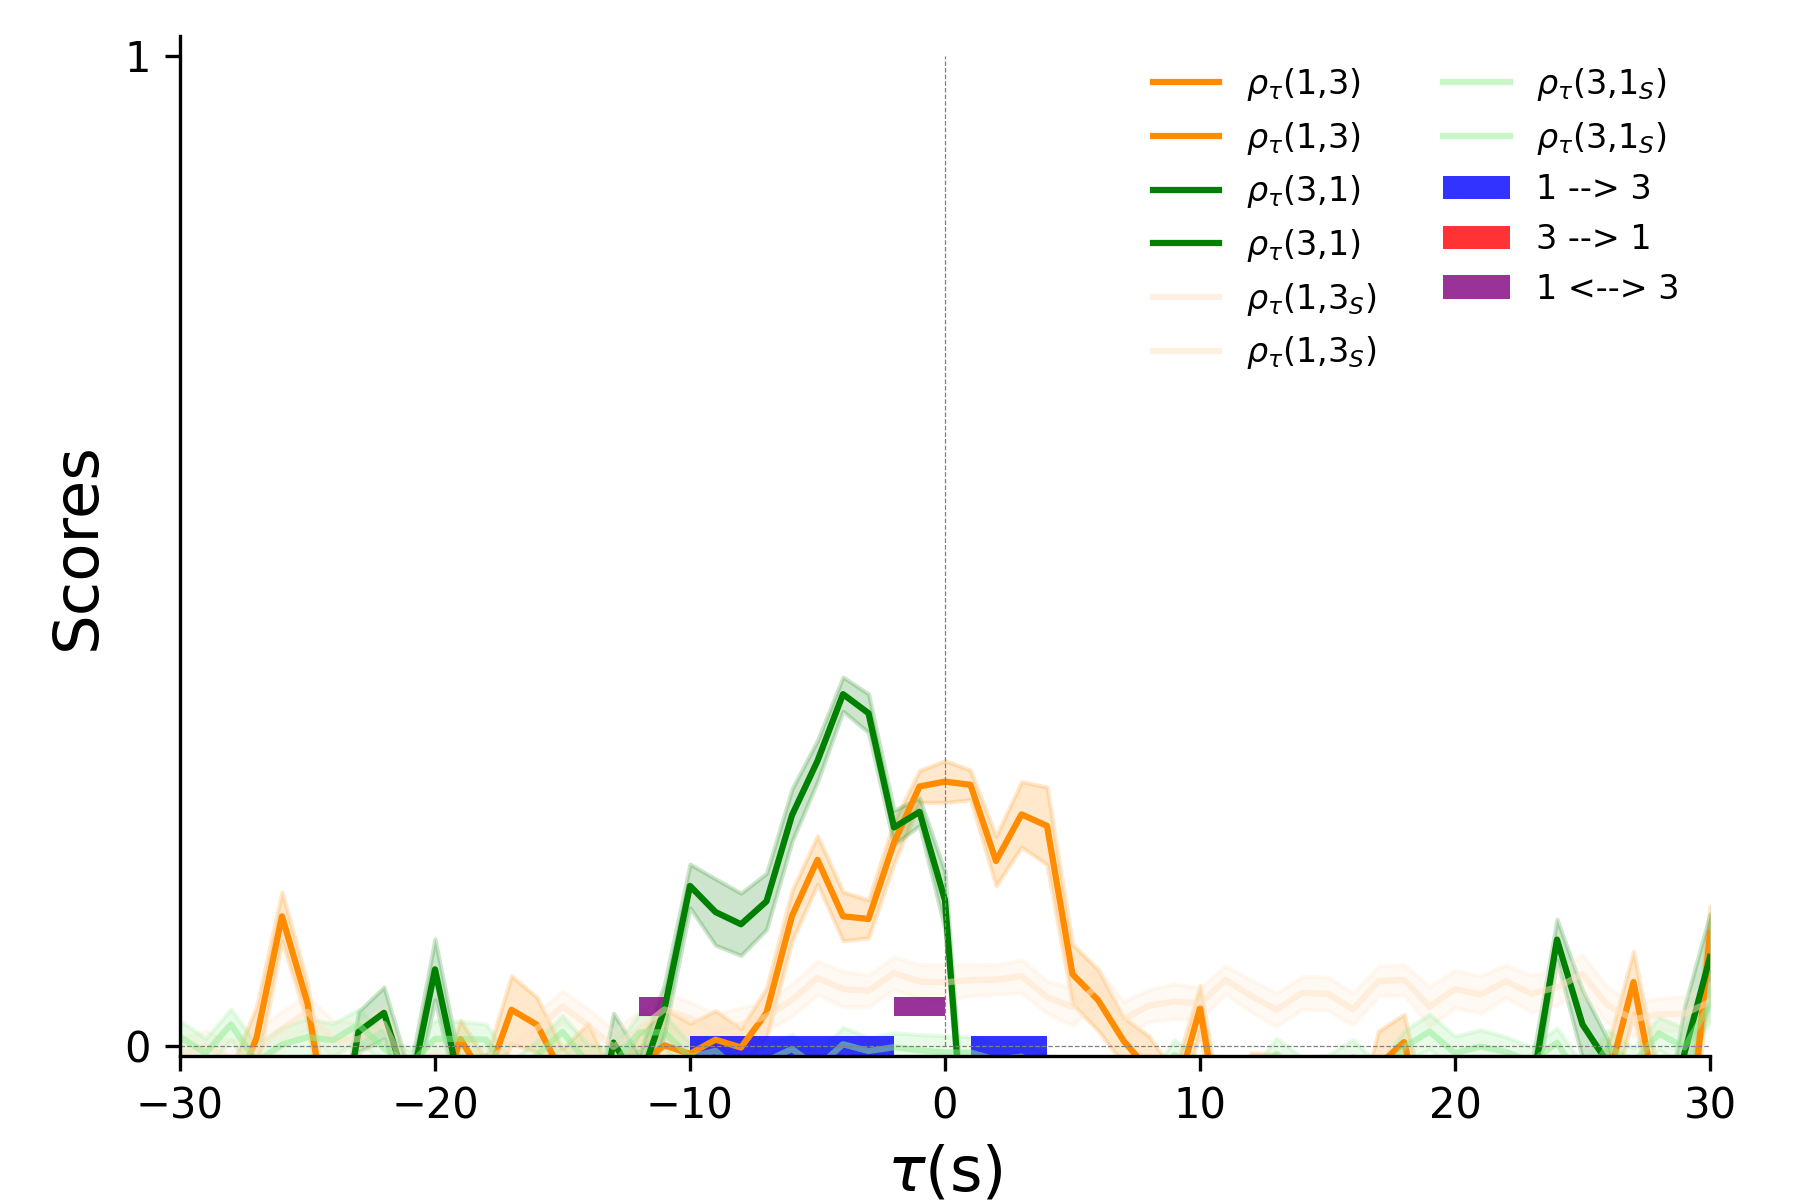 Scores
1
0
ρτ(1,3)
ρτ(1,3)
ρτ(3,1)
ρτ(3,1)
ρτ(1,3S)
ρτ(1,3S)
ρτ(3,1S)
ρτ(3,1S)
1 --> 3
3 --> 1
1 <--> 3
−30 −20 −10 0 10 20 30
τ(s)